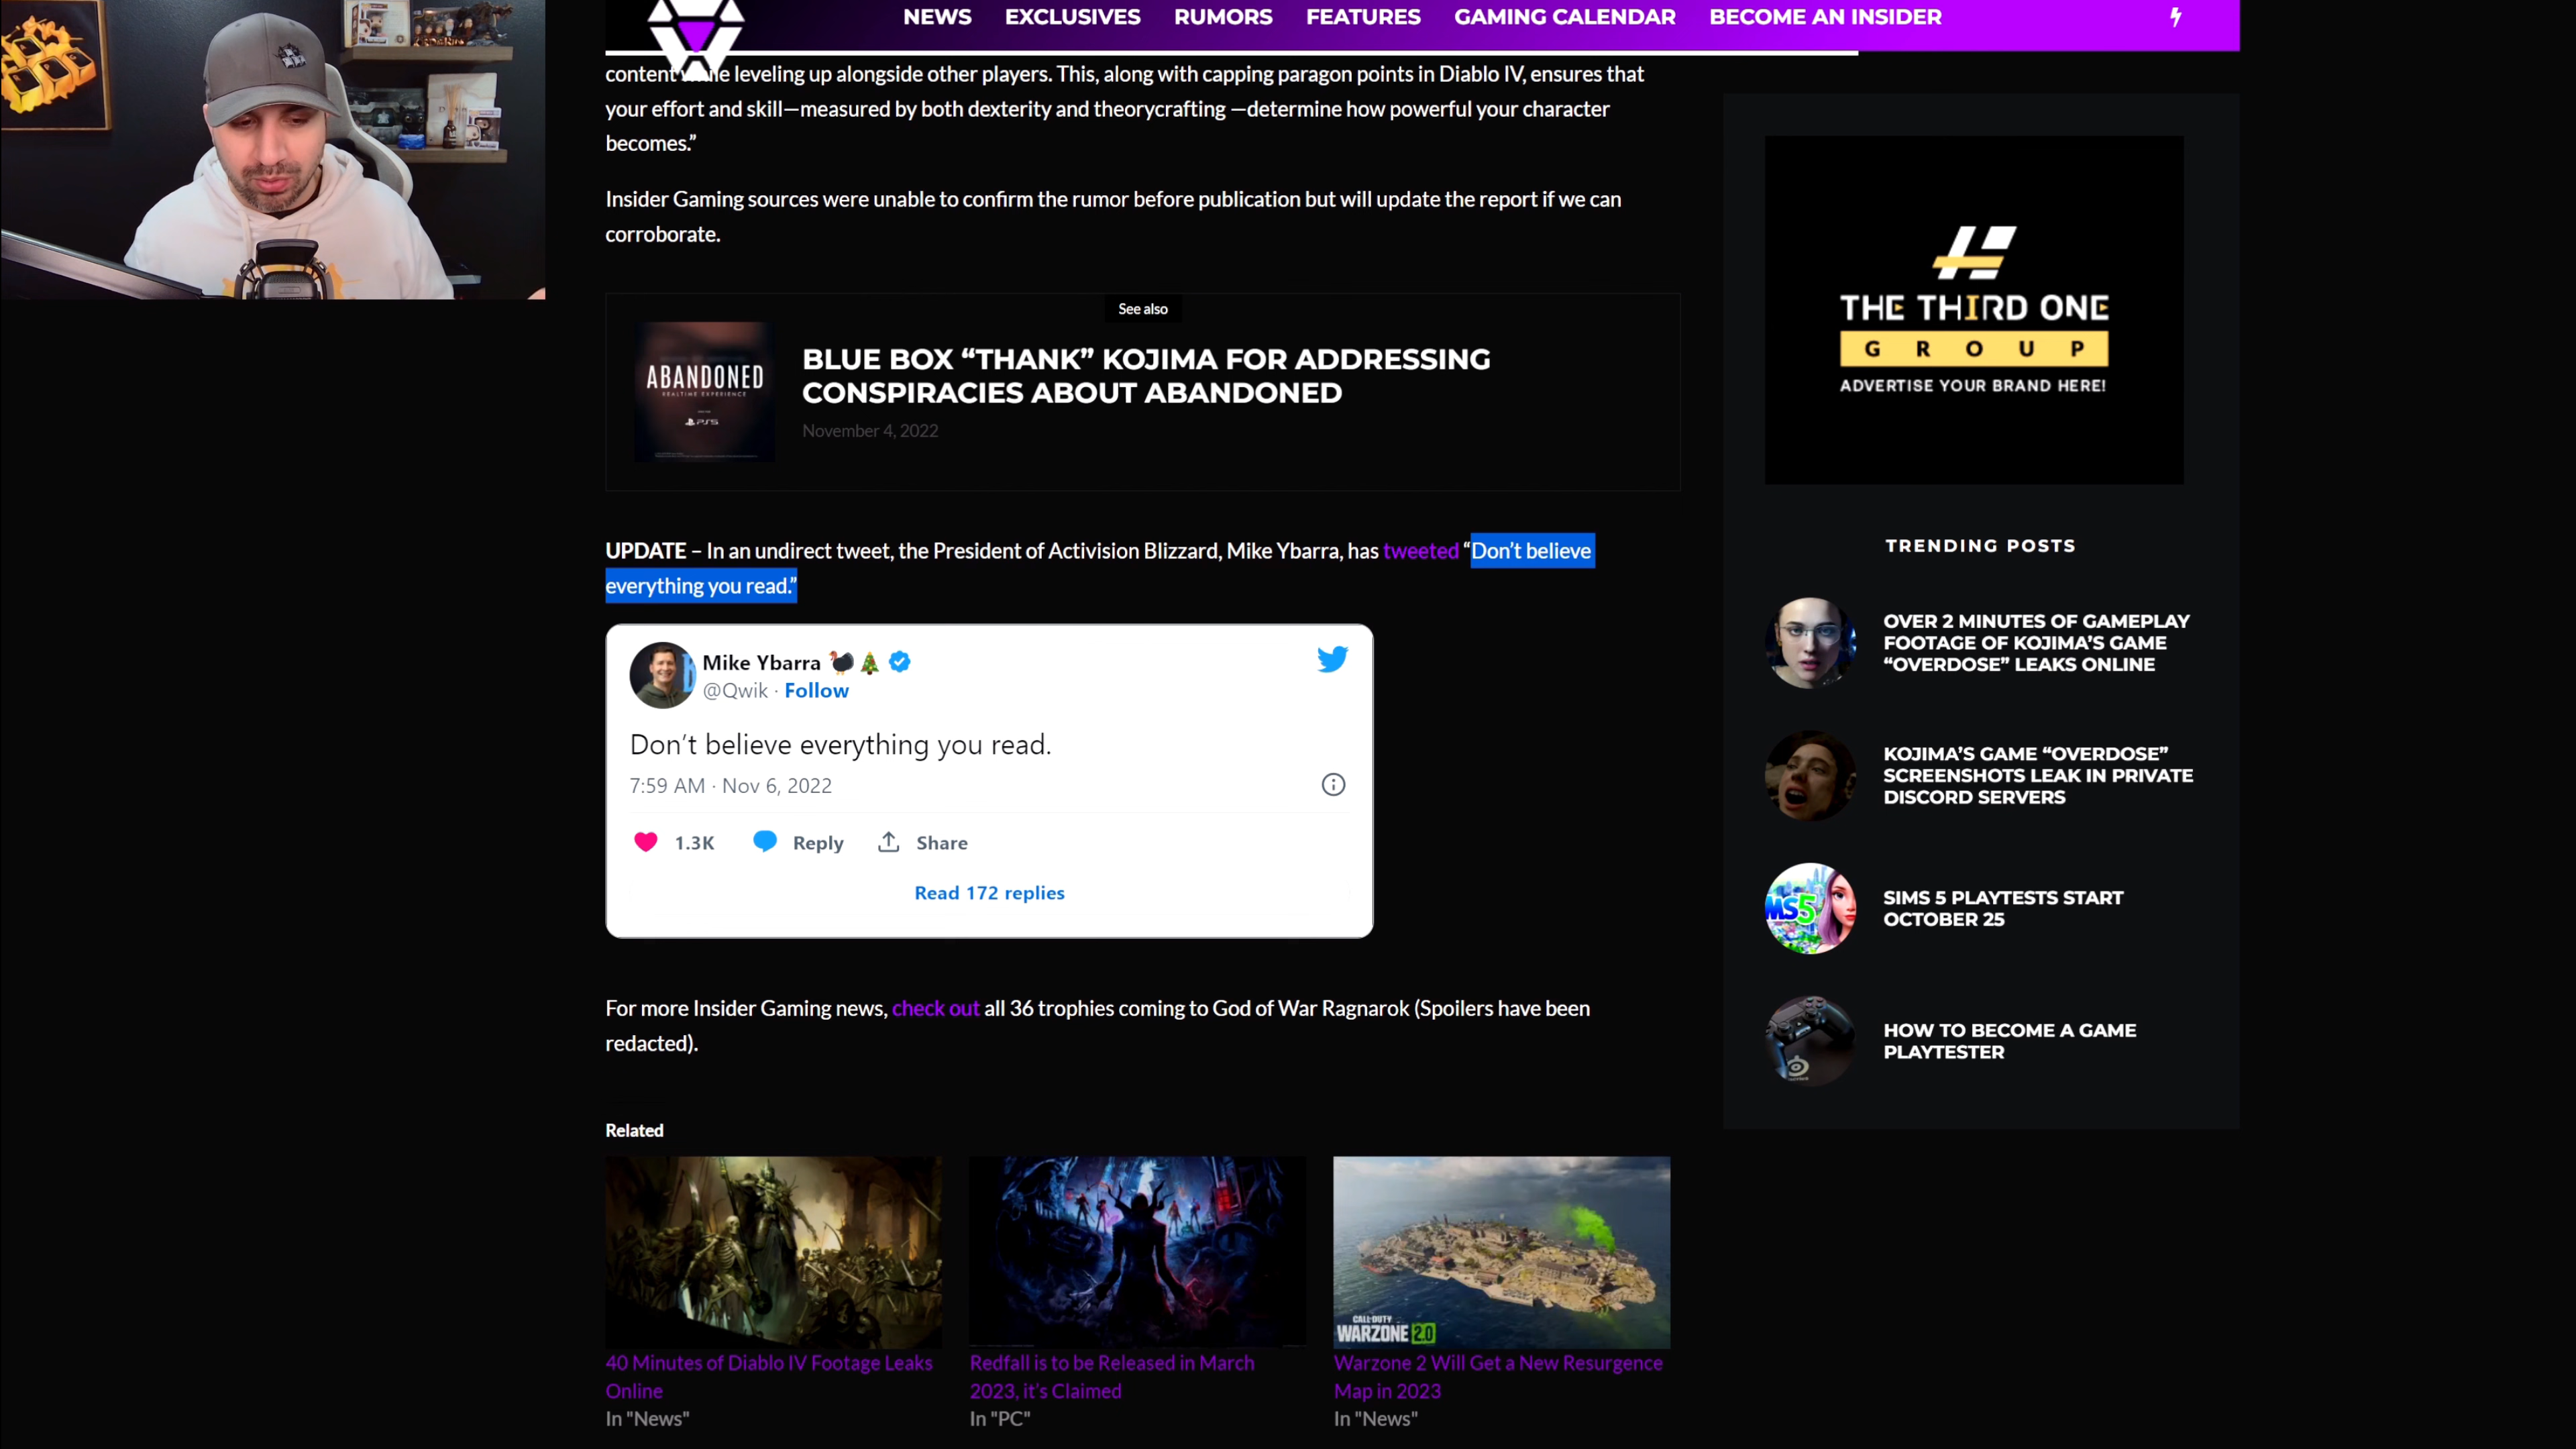 NEWS EXCLUSIVES RUMORS FEATURES GAMING CALENDAR BECOME AN INSIDER
content while leveling up alongside other players. This, along with capping paragon points in Diablo IV, ensures that
your effort and skill—measured by both dexterity and theorycrafting —determine how powerful your character
becomes.”
Insider Gaming sources were unable to confirm the rumor before publication but will update the report if we can
corroborate.
See also
ABANDONED
REALTIME EXPERIENCE
PS5
BLUE BOX “THANK” KOJIMA FOR ADDRESSING
CONSPIRACIES ABOUT ABANDONED
November 4, 2022
UPDATE – In an undirect tweet, the President of Activision Blizzard, Mike Ybarra, has tweeted “Don’t believe
everything you read.”
Mike Ybarra
@Qwik · Follow
Don’t believe everything you read.
7:59 AM · Nov 6, 2022
1.3K Reply Share
Read 172 replies
For more Insider Gaming news, check out all 36 trophies coming to God of War Ragnarok (Spoilers have been
redacted).
Related
CALL·DUTY
WARZONE 2.0
40 Minutes of Diablo IV Footage Leaks
Online
In "News"
Redfall is to be Released in March
2023, it’s Claimed
In "PC"
Warzone 2 Will Get a New Resurgence
Map in 2023
In "News"
THE THIRD ONE
GROUP
ADVERTISE YOUR BRAND HERE!
TRENDING POSTS
OVER 2 MINUTES OF GAMEPLAY
FOOTAGE OF KOJIMA’S GAME
“OVERDOSE” LEAKS ONLINE
KOJIMA’S GAME “OVERDOSE”
SCREENSHOTS LEAK IN PRIVATE
DISCORD SERVERS
MS5
SIMS 5 PLAYTESTS START
OCTOBER 25
HOW TO BECOME A GAME
PLAYTESTER